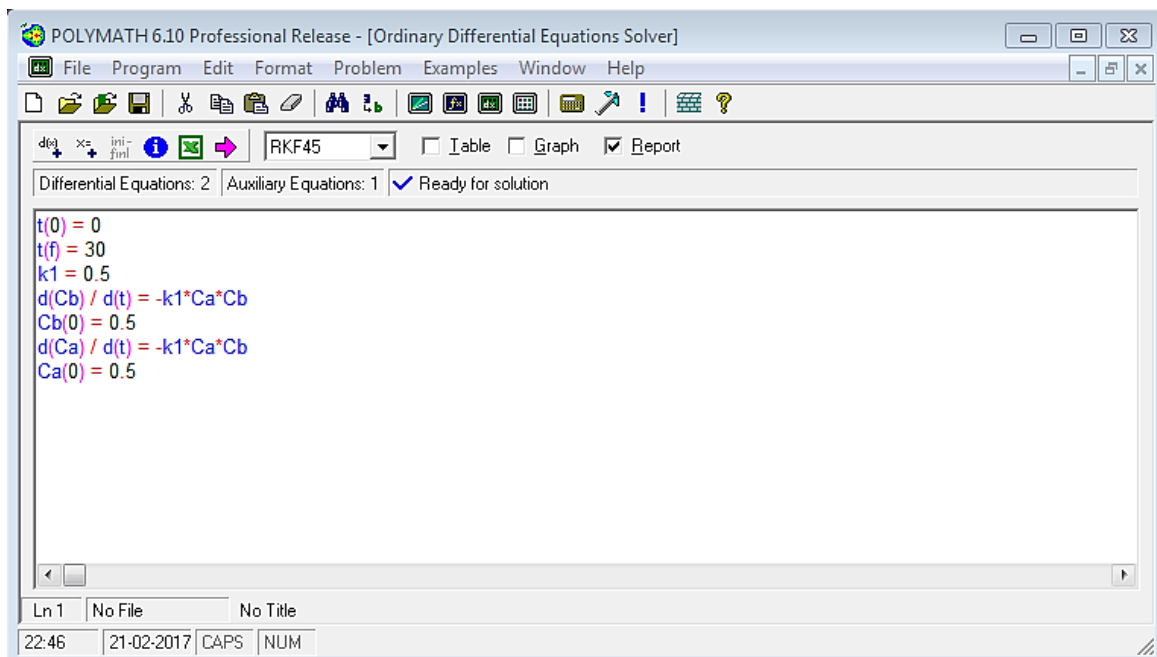 POLYMATH 6.10 Professional Release - [Ordinary Differential Equations Solver]
File Program Edit Format Problem Examples Window Help
d(x) x= ini- finl RKF45 Table Graph Report
Differential Equations: 2 Auxiliary Equations: 1 Ready for solution
t(0) = 0
t(f) = 30
k1 = 0.5
d(Cb) / d(t) = -k1*Ca*Cb
Cb(0) = 0.5
d(Ca) / d(t) = -k1*Ca*Cb
Ca(0) = 0.5
Ln 1 No File No Title
22:46 21-02-2017 CAPS NUM